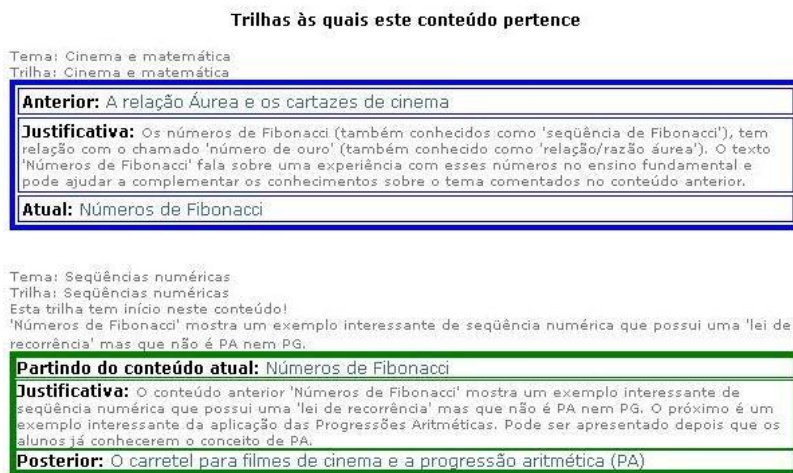 Trilhas às quais este conteúdo pertence
Tema: Cinema e matemática
Trilha: Cinema e matemática
Anterior: A relação Áurea e os cartazes de cinema
Justificativa: Os números de Fibonacci (também conhecidos como 'seqüência de Fibonacci'), tem
relação com o chamado 'número de ouro' (também conhecido como 'relação/razão áurea'). O texto
'Números de Fibonacci' fala sobre uma experiência com esses números no ensino fundamental e
pode ajudar a complementar os conhecimentos sobre o tema comentados no conteúdo anterior.
Atual: Números de Fibonacci
Tema: Seqüências numéricas
Trilha: Seqüências numéricas
Esta trilha tem início neste conteúdo!
'Números de Fibonacci' mostra um exemplo interessante de seqüência numérica que possui uma 'lei de
recorrência' mas que não é PA nem PG.
Partindo do conteúdo atual: Números de Fibonacci
Justificativa: O conteúdo anterior 'Números de Fibonacci' mostra um exemplo interessante de
seqüência numérica que possui uma 'lei de recorrência' mas que não é PA nem PG. O próximo é um
exemplo interessante da aplicação das Progressões Aritméticas. Pode ser apresentado depois que os
alunos já conhecerem o conceito de PA.
Posterior: O carretel para filmes de cinema e a progressão aritmética (PA)